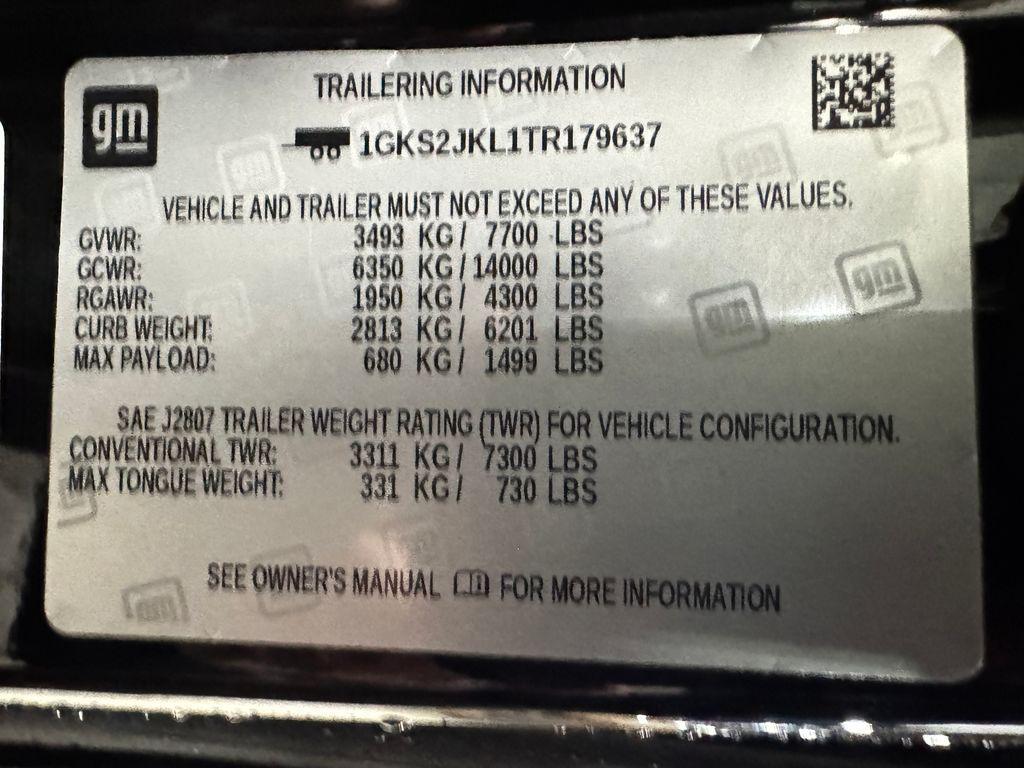 gm
TRAILERING INFORMATION
1GKS2JKL1TR179637
VEHICLE AND TRAILER MUST NOT EXCEED ANY OF THESE VALUES.
GVWR: 3493 KG/ 7700 LBS
GCWR: 6350 KG/14000 LBS
RGAWR: 1950 KG/ 4300 LBS
CURB WEIGHT: 2813 KG/ 6201 LBS
MAX PAYLOAD: 680 KG/ 1499 LBS
gm
gm
SAE J2807 TRAILER WEIGHT RATING (TWR) FOR VEHICLE CONFIGURATION.
CONVENTIONAL TWR: 3311 KG/ 7300 LBS
MAX TONGUE WEIGHT: 331 KG/ 730 LBS
SEE OWNER'S MANUAL FOR MORE INFORMATION
gm